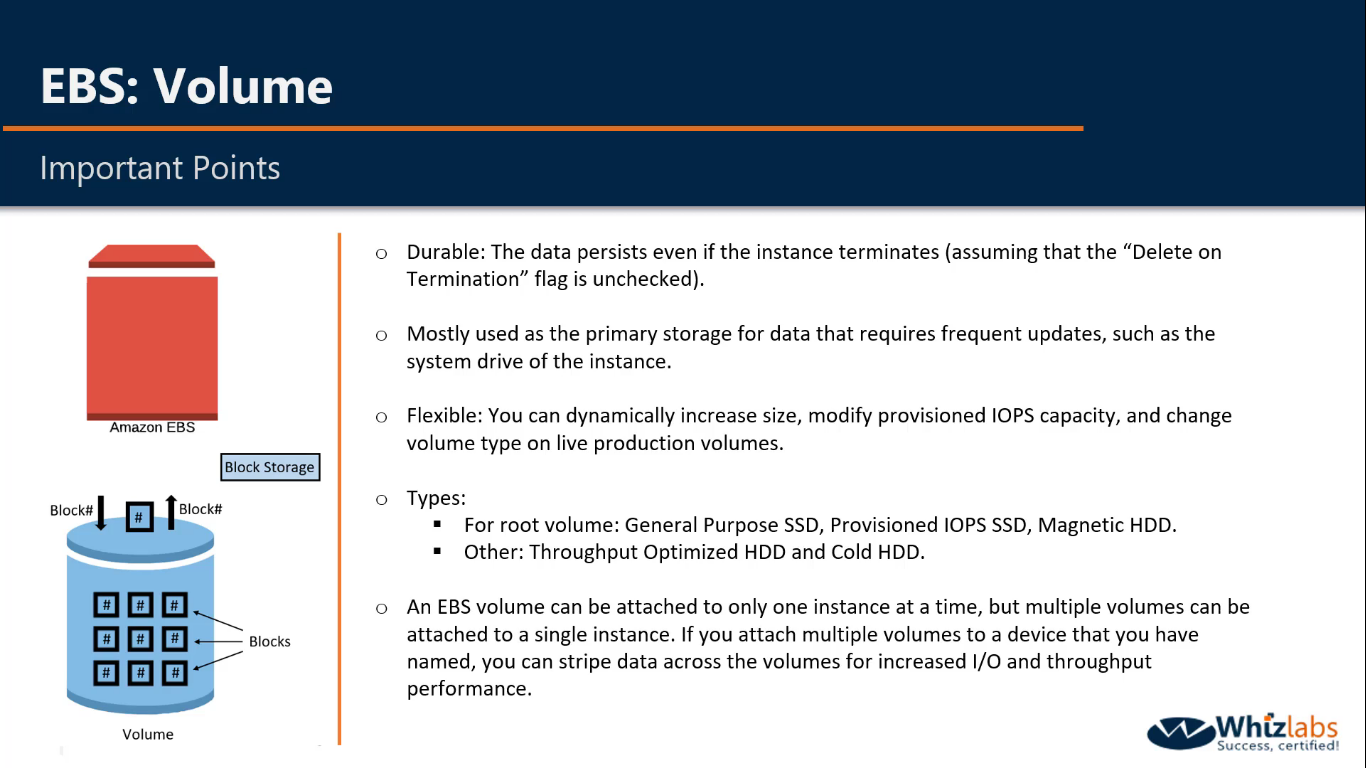 EBS: Volume
Important Points
Amazon EBS
Block Storage
Block#
#
Block#
# # #
# # #
# # #
Blocks
Volume
o Durable: The data persists even if the instance terminates (assuming that the “Delete on
Termination” flag is unchecked).
o Mostly used as the primary storage for data that requires frequent updates, such as the
system drive of the instance.
o Flexible: You can dynamically increase size, modify provisioned IOPS capacity, and change
volume type on live production volumes.
o Types:
▪ For root volume: General Purpose SSD, Provisioned IOPS SSD, Magnetic HDD.
▪ Other: Throughput Optimized HDD and Cold HDD.
o An EBS volume can be attached to only one instance at a time, but multiple volumes can be
attached to a single instance. If you attach multiple volumes to a device that you have
named, you can stripe data across the volumes for increased I/O and throughput
performance.
Whizlabs
Success, certified!